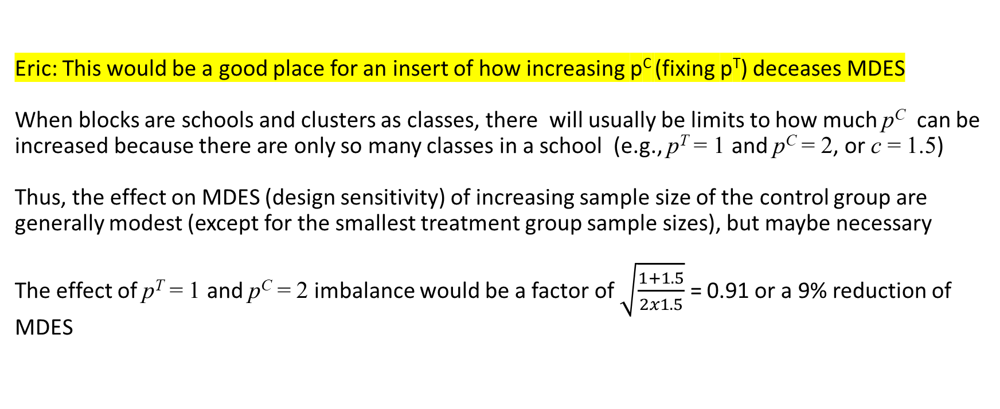 Eric: This would be a good place for an insert of how increasing p^C (fixing p^T) deceases MDES
When blocks are schools and clusters as classes, there  will usually be limits to how much p^C can be
increased because there are only so many classes in a school (e.g., p^T = 1 and p^C = 2, or c = 1.5)
Thus, the effect on MDES (design sensitivity) of increasing sample size of the control group are
generally modest (except for the smallest treatment group sample sizes), but maybe necessary
The effect of p^T = 1 and p^C = 2 imbalance would be a factor of √((1+1.5)/(2x1.5)) = 0.91 or a 9% reduction of
MDES